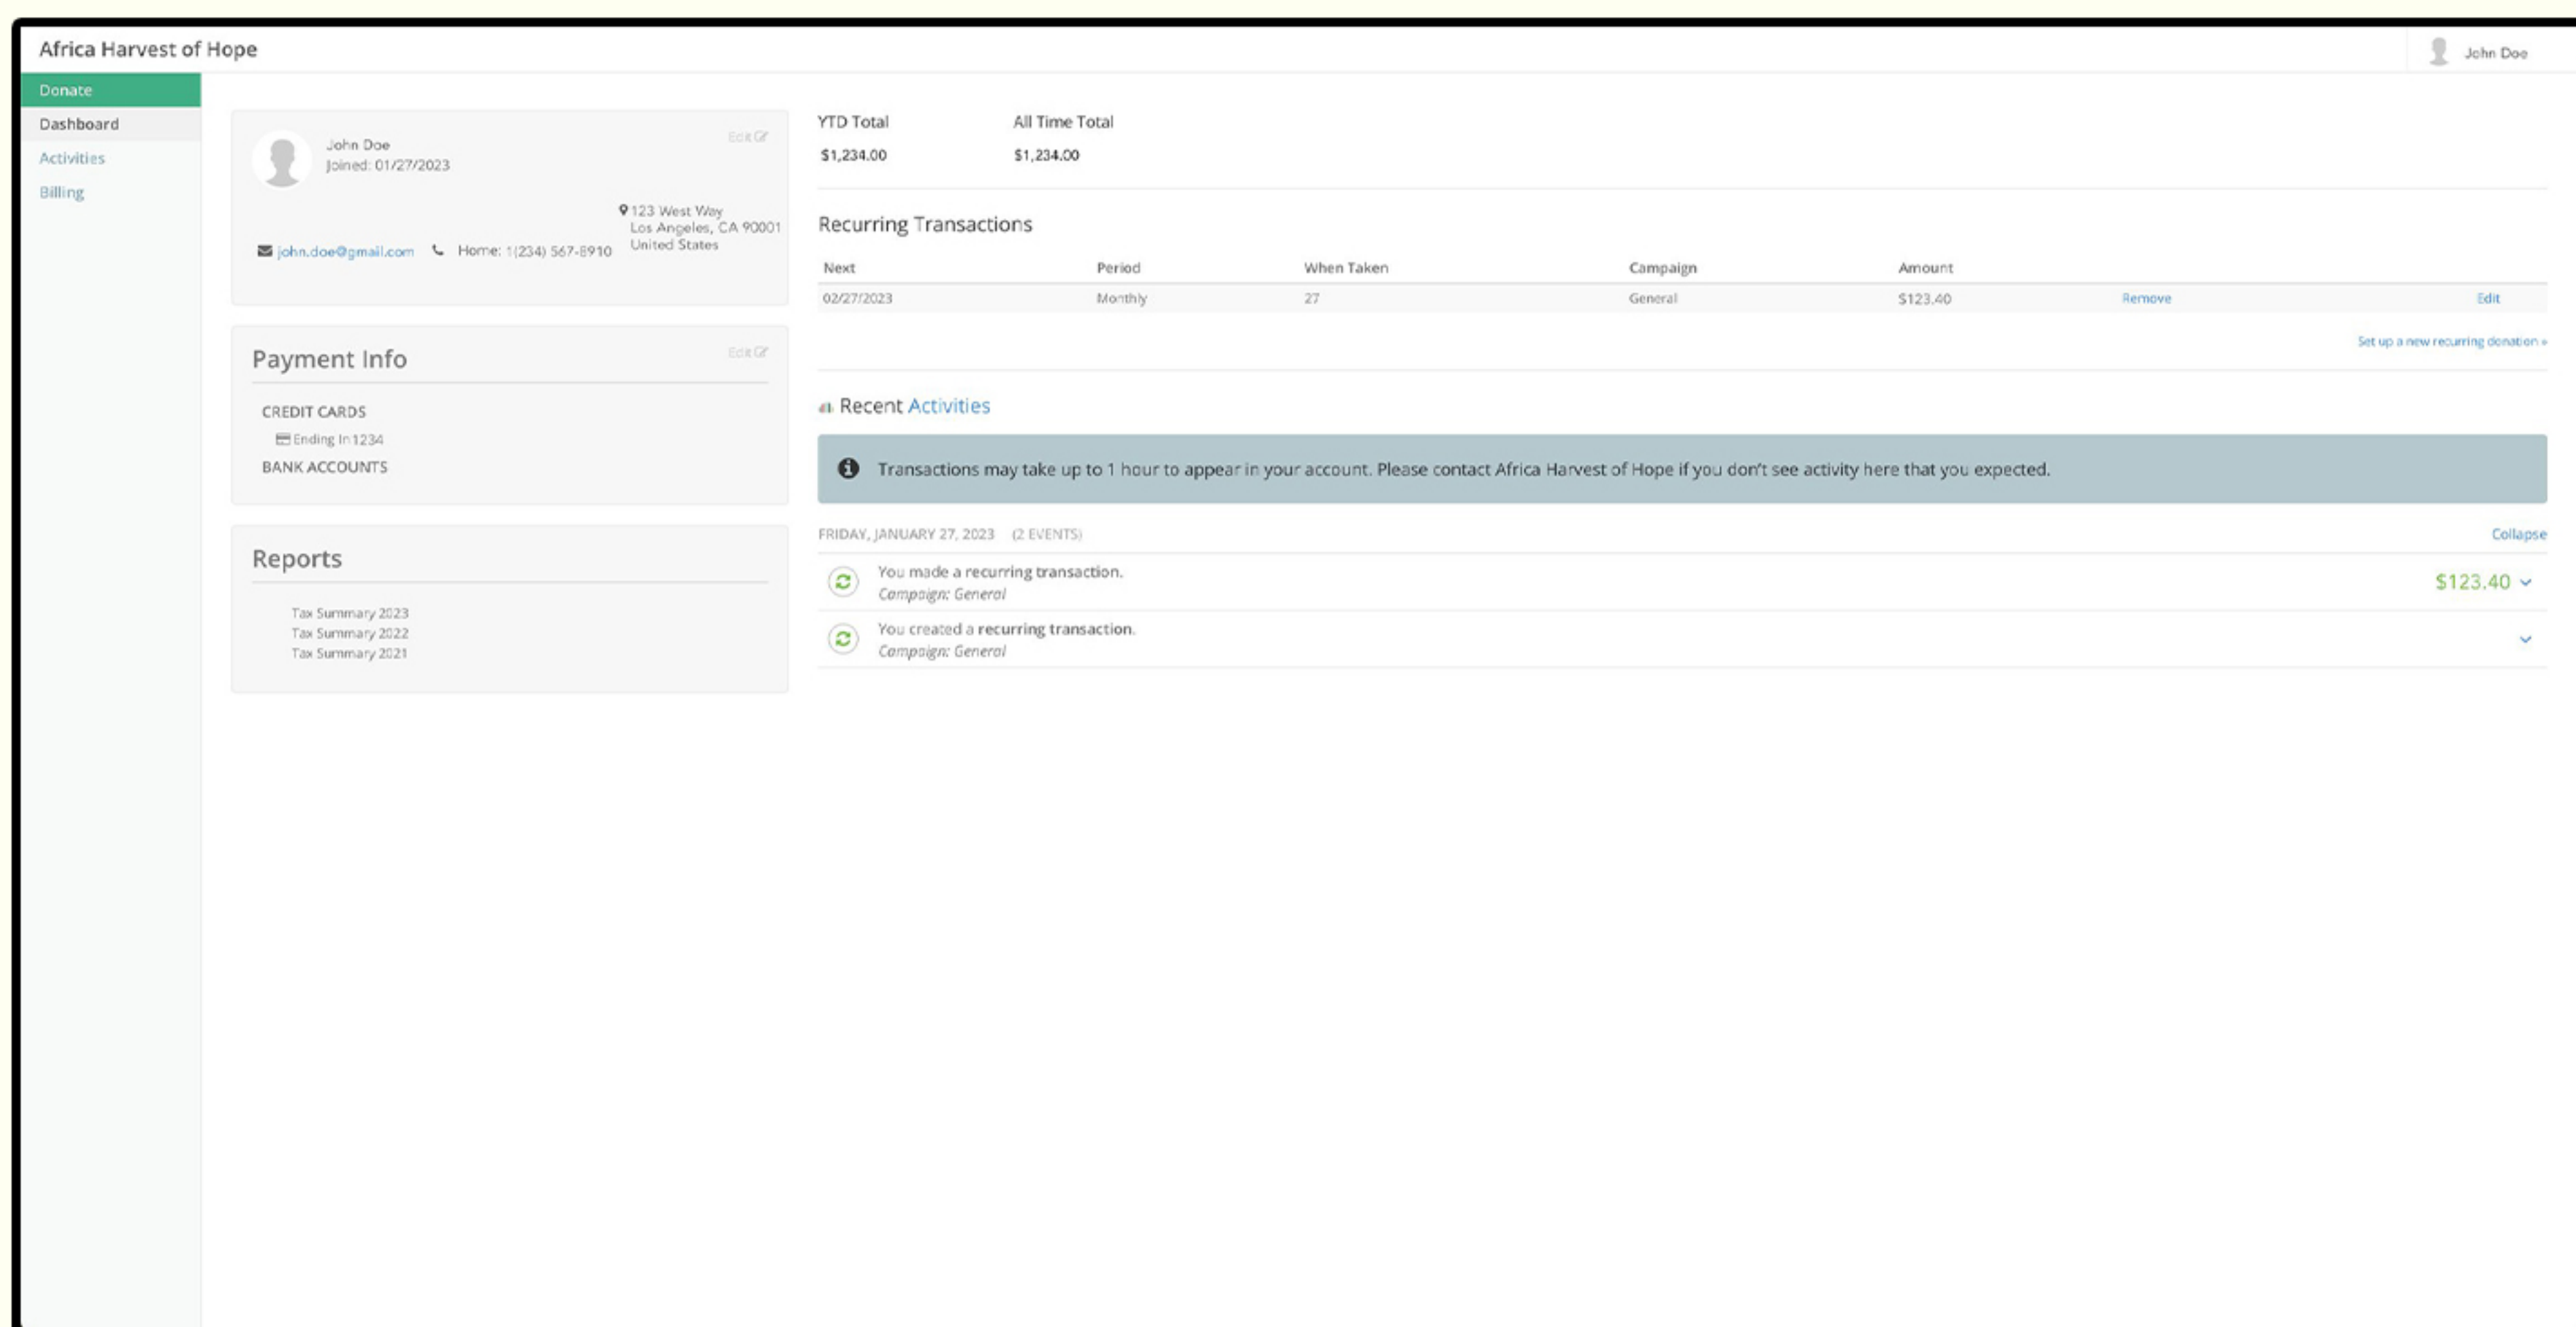 Africa Harvest of Hope
John Doe
Donate
Dashboard
Activities
Billing
John Doe
Joined: 01/27/2023
Edit
123 West Way
Los Angeles, CA 90001
United States
john.doe@gmail.com Home: 1(234) 567-8910
Payment Info
Edit
CREDIT CARDS
Ending In 1234
BANK ACCOUNTS
Reports
Tax Summary 2023
Tax Summary 2022
Tax Summary 2021
YTD Total All Time Total
$1,234.00 $1,234.00
Recurring Transactions
Next Period When Taken Campaign Amount
02/27/2023 Monthly 27 General $123.40 Remove Edit
Set up a new recurring donation »
Recent Activities
Transactions may take up to 1 hour to appear in your account. Please contact Africa Harvest of Hope if you don't see activity here that you expected.
FRIDAY, JANUARY 27, 2023 (2 EVENTS) Collapse
You made a recurring transaction.
Campaign: General
$123.40
You created a recurring transaction.
Campaign: General